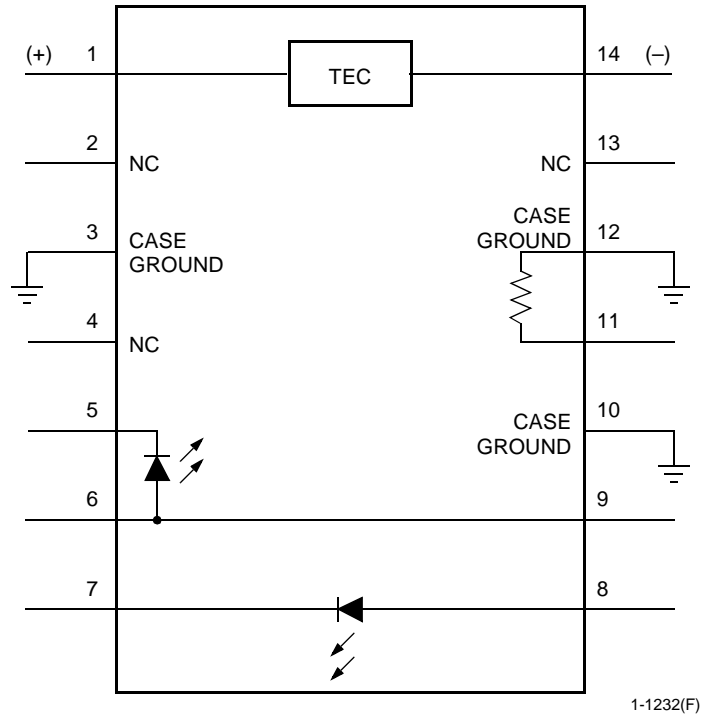 (+) 1 TEC 14 (–)
2 NC NC 13
3 CASE GROUND CASE GROUND 12
4 NC 11
5 CASE GROUND 10
6 9
7 8
1-1232(F)